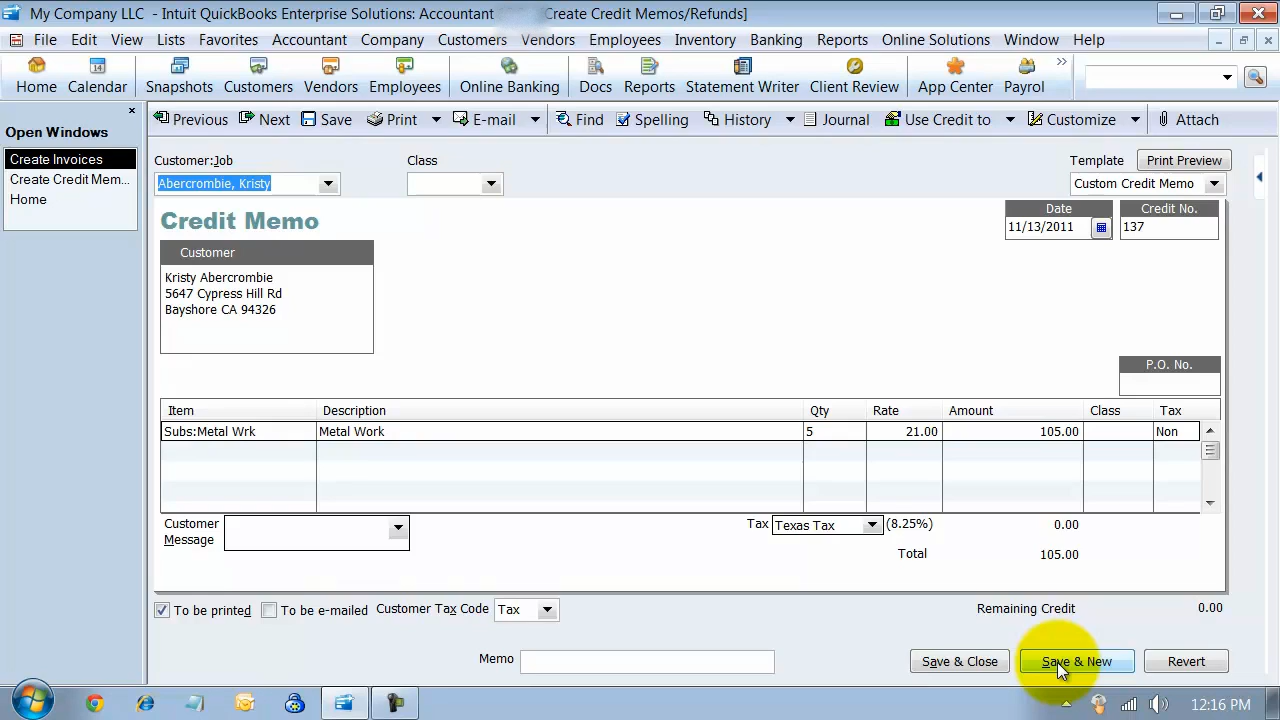 My Company LLC - Intuit QuickBooks Enterprise Solutions: Accountant Create Credit Memos/Refunds]
File Edit View Lists Favorites Accountant Company Customers Vendors Employees Inventory Banking Reports Online Solutions Window Help
Home Calendar Snapshots Customers Vendors Employees Online Banking Docs Reports Statement Writer Client Review App Center Payrol
Open Windows
Create Invoices
Create Credit Mem...
Home
Previous Next Save Print E-mail Find Spelling History Journal Use Credit to Customize Attach
Customer:Job Class Template Print Preview
Abercrombie, Kristy Custom Credit Memo
Credit Memo
Date Credit No.
11/13/2011 137
Customer
Kristy Abercrombie
5647 Cypress Hill Rd
Bayshore CA 94326
P.O. No.
Item Description Qty Rate Amount Class Tax
Subs:Metal Wrk Metal Work 5 21.00 105.00 Non
Customer Message
Tax Texas Tax (8.25%) 0.00
Total 105.00
To be printed To be e-mailed Customer Tax Code Tax Remaining Credit 0.00
Memo Save & Close Save & New Revert
12:16 PM